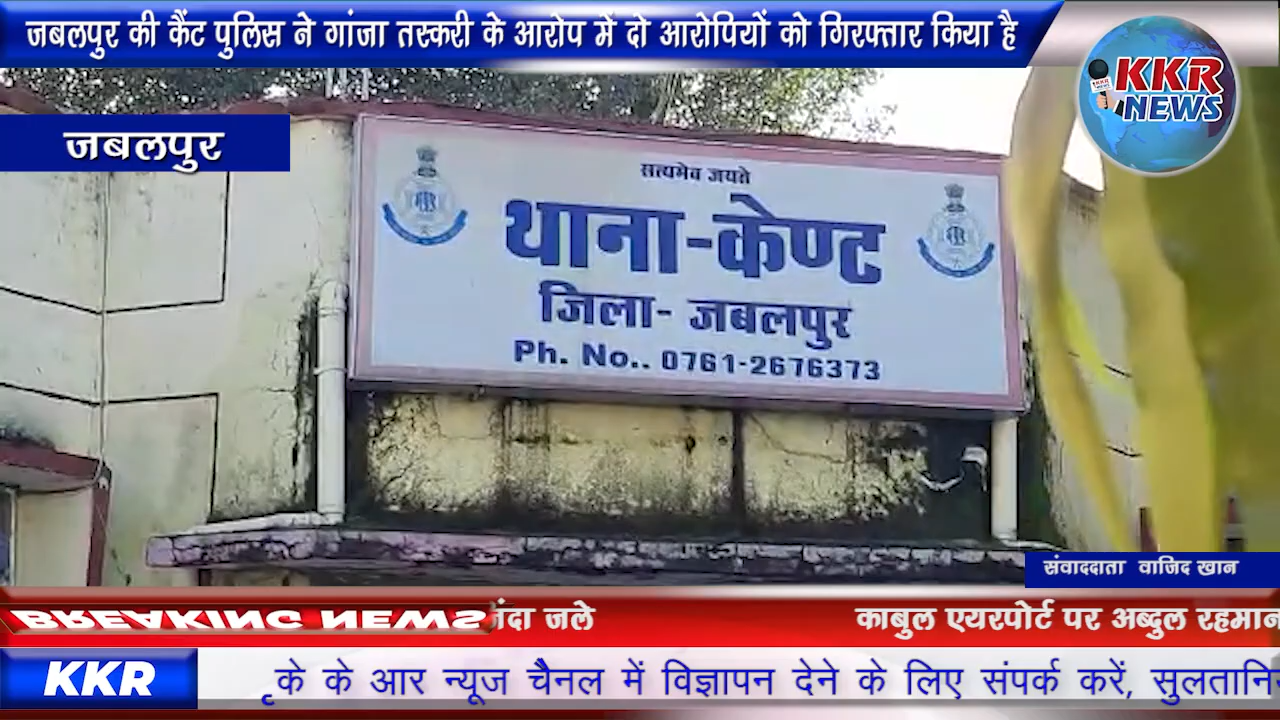 जबलपुर की कैंट पुलिस ने गांजा तस्करी के आरोप में दो आरोपियों को गिरफ्तार किया है
KKR
NEWS
जबलपुर
सत्यमेव जयते
थाना-केण्ट
जिला- जबलपुर
Ph. No.. 0761-2676373
संवाददाता वाजिद खान
BREAKING NEWS
जले
काबुल एयरपोर्ट पर अब्दुल रहमान
KKR
के के आर न्यूज चैनल में विज्ञापन देने के लिए संपर्क करें,